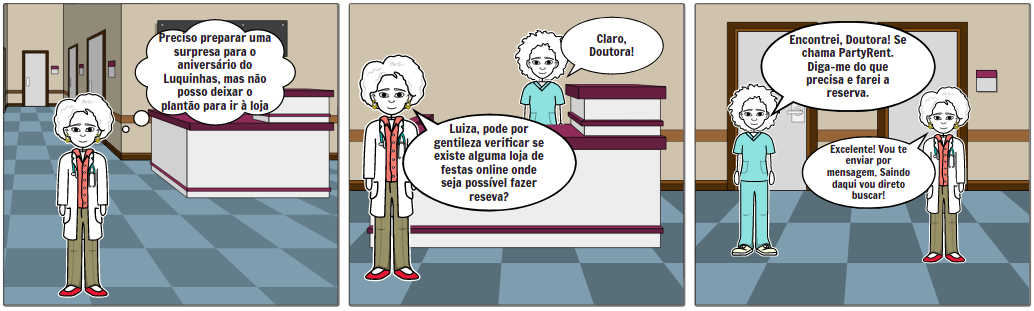 Preciso preparar uma
surpresa para o
aniversário do
Luquinhas, mas não
posso deixar o
plantão para ir à loja
Claro,
Doutora!
Luiza, pode por
gentileza verificar se
existe alguma loja de
festas online onde
seja possível fazer
reseva?
Encontrei, Doutora! Se
chama PartyRent.
Diga-me do que
precisa e farei a
reserva.
Excelente! Vou te
enviar por
mensagem. Saindo
daqui vou direto
buscar!